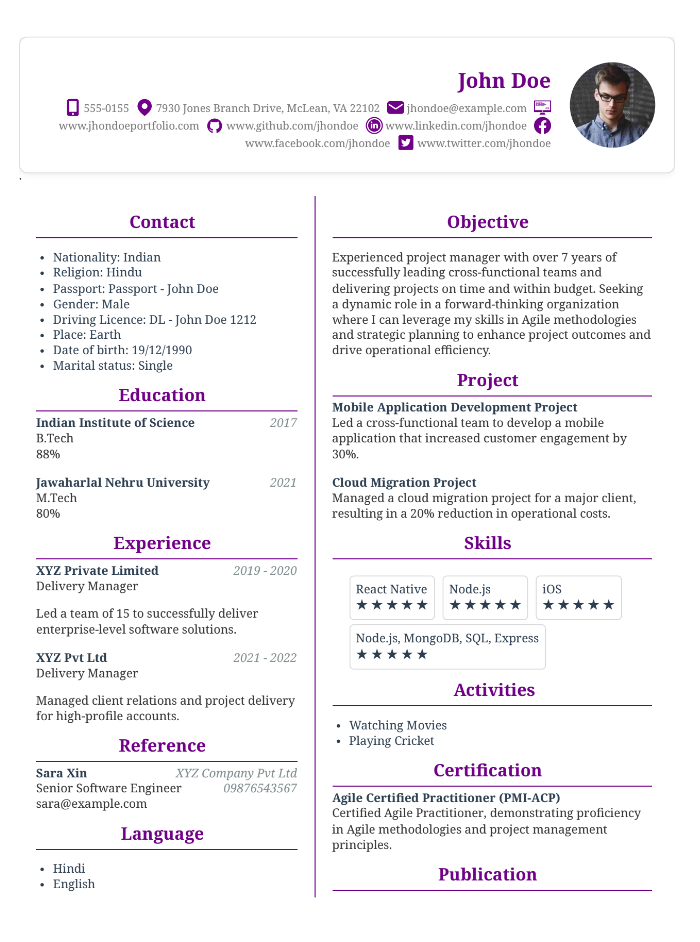 John Doe
555-0155 7930 Jones Branch Drive, McLean, VA 22102 jhondoe@example.com
www.jhondoeportfolio.com www.github.com/jhondoe www.linkedin.com/jhondoe
www.facebook.com/jhondoe www.twitter.com/jhondoe
.
Contact
• Nationality: Indian
• Religion: Hindu
• Passport: Passport - John Doe
• Gender: Male
• Driving Licence: DL - John Doe 1212
• Place: Earth
• Date of birth: 19/12/1990
• Marital status: Single
Education
Indian Institute of Science 2017
B.Tech
88%
Jawaharlal Nehru University 2021
M.Tech
80%
Experience
XYZ Private Limited 2019 - 2020
Delivery Manager
Led a team of 15 to successfully deliver
enterprise-level software solutions.
XYZ Pvt Ltd 2021 - 2022
Delivery Manager
Managed client relations and project delivery
for high-profile accounts.
Reference
Sara Xin XYZ Company Pvt Ltd
Senior Software Engineer 09876543567
sara@example.com
Language
• Hindi
• English
Objective
Experienced project manager with over 7 years of
successfully leading cross-functional teams and
delivering projects on time and within budget. Seeking
a dynamic role in a forward-thinking organization
where I can leverage my skills in Agile methodologies
and strategic planning to enhance project outcomes and
drive operational efficiency.
Project
Mobile Application Development Project
Led a cross-functional team to develop a mobile
application that increased customer engagement by
30%.
Cloud Migration Project
Managed a cloud migration project for a major client,
resulting in a 20% reduction in operational costs.
Skills
React Native Node.js iOS
★★★★★ ★★★★★ ★★★★★
Node.js, MongoDB, SQL, Express
★★★★★
Activities
• Watching Movies
• Playing Cricket
Certification
Agile Certified Practitioner (PMI-ACP)
Certified Agile Practitioner, demonstrating proficiency
in Agile methodologies and project management
principles.
Publication